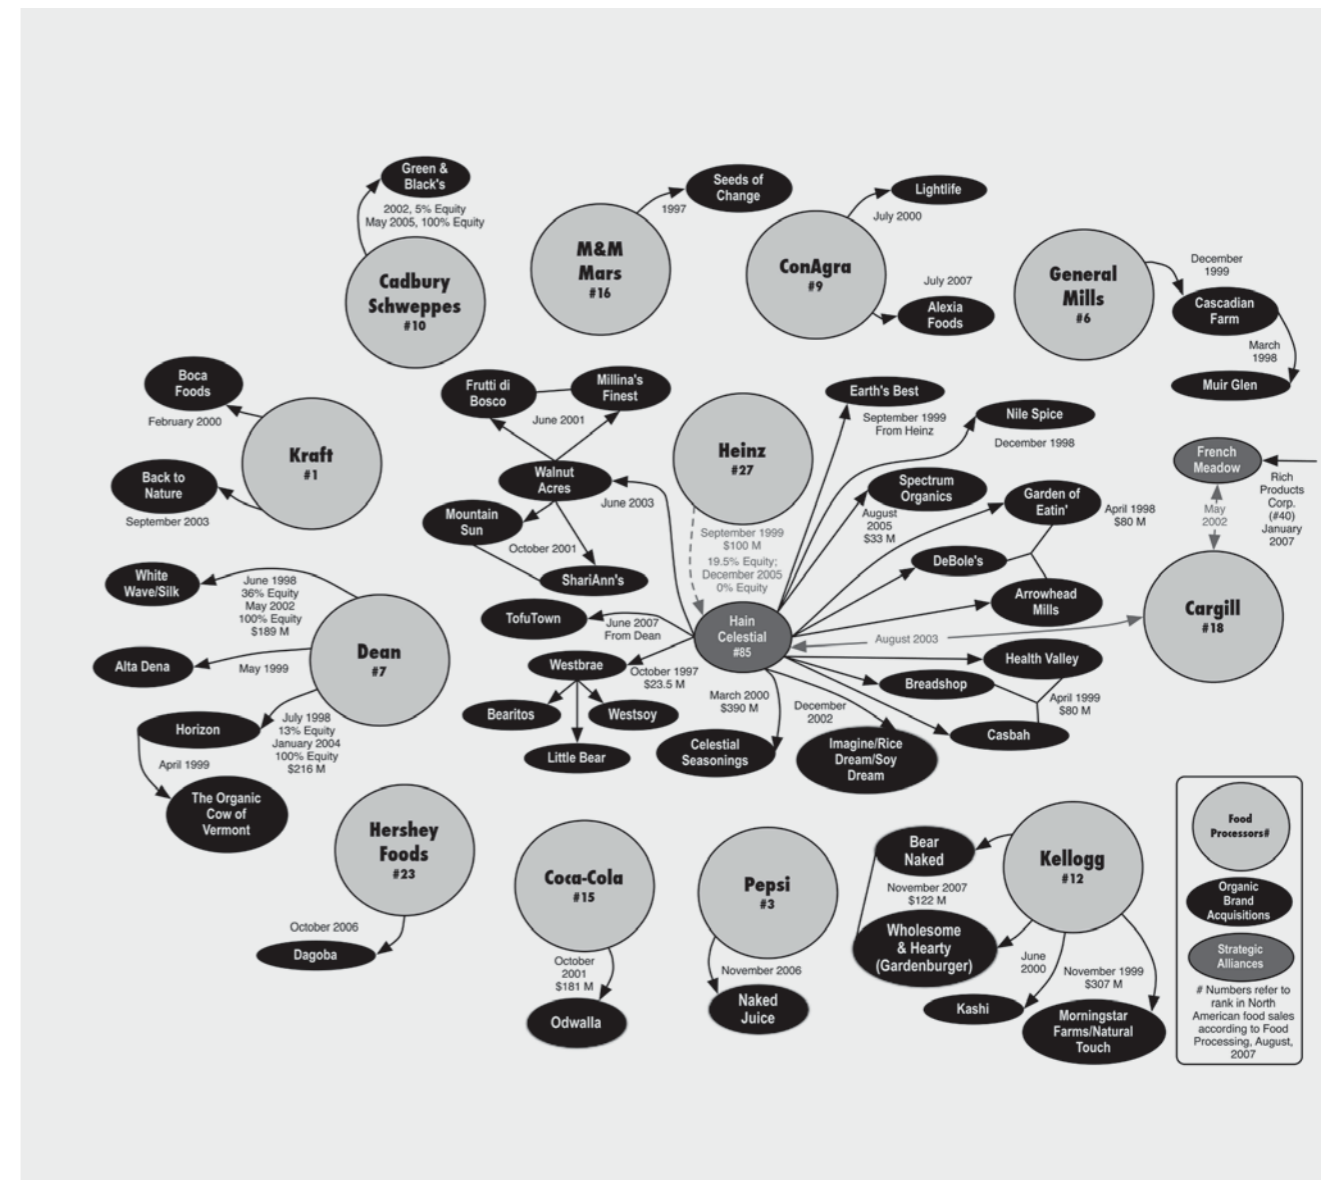 Green &
Black's
2002, 5% Equity
May 2005, 100% Equity
Cadbury
Schweppes
#10
Seeds of
Change
1997
M&M
Mars
#16
Lightlife
July 2000
ConAgra
#9
July 2007
Alexia
Foods
General
Mills
#6
December
1999
Cascadian
Farm
March
1998
Muir Glen
Boca
Foods
February 2000
Kraft
#1
Back to
Nature
September 2003
Frutti di
Bosco
Millina's
Finest
June 2001
Walnut
Acres
June 2003
Mountain
Sun
October 2001
ShariAnn's
Heinz
#27
September 1999
$100 M
19.5% Equity;
December 2005
0% Equity
Earth's Best
September 1999
From Heinz
Nile Spice
December 1998
Spectrum
Organics
August
2005
$33 M
Garden of
Eatin'
April 1998
$80 M
DeBole's
Arrowhead
Mills
French
Meadow
Rich
Products
Corp.
(#40)
January
2007
May
2002
Cargill
#18
White
Wave/Silk
June 1998
36% Equity
May 2002
100% Equity
$189 M
Dean
#7
Alta Dena
May 1999
Horizon
July 1998
13% Equity
January 2004
100% Equity
$216 M
April 1999
The Organic
Cow of
Vermont
TofuTown
June 2007
From Dean
Hain
Celestial
#85
August 2003
Westbrae
October 1997
$23.5 M
Bearitos
Westsoy
Little Bear
March 2000
$390 M
Celestial
Seasonings
December
2002
Imagine/Rice
Dream/Soy
Dream
Health Valley
Breadshop
April 1999
$80 M
Casbah
Hershey
Foods
#23
October 2006
Dagoba
Coca-Cola
#15
October
2001
$181 M
Odwalla
Pepsi
#3
November 2006
Naked
Juice
Bear
Naked
November 2007
$122 M
Kellogg
#12
Wholesome
& Hearty
(Gardenburger)
June
2000
Kashi
November 1999
$307 M
Morningstar
Farms/Natural
Touch
Food
Processors#
Organic
Brand
Acquisitions
Strategic
Alliances
# Numbers refer to
rank in North
American food sales
according to Food
Processing, August,
2007